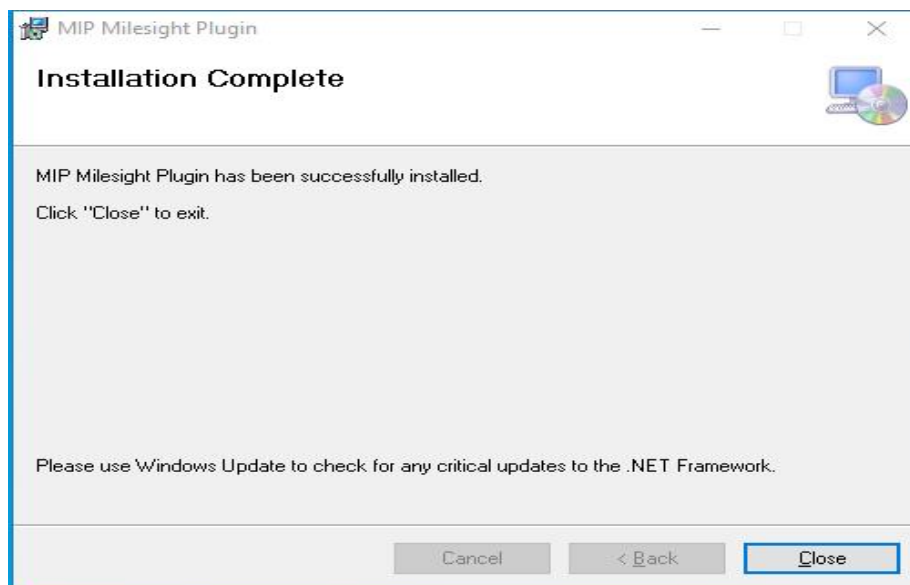 MIP Milesight Plugin
Installation Complete
MIP Milesight Plugin has been successfully installed.
Click "Close" to exit.
Please use Windows Update to check for any critical updates to the .NET Framework.
Cancel
< Back
Close